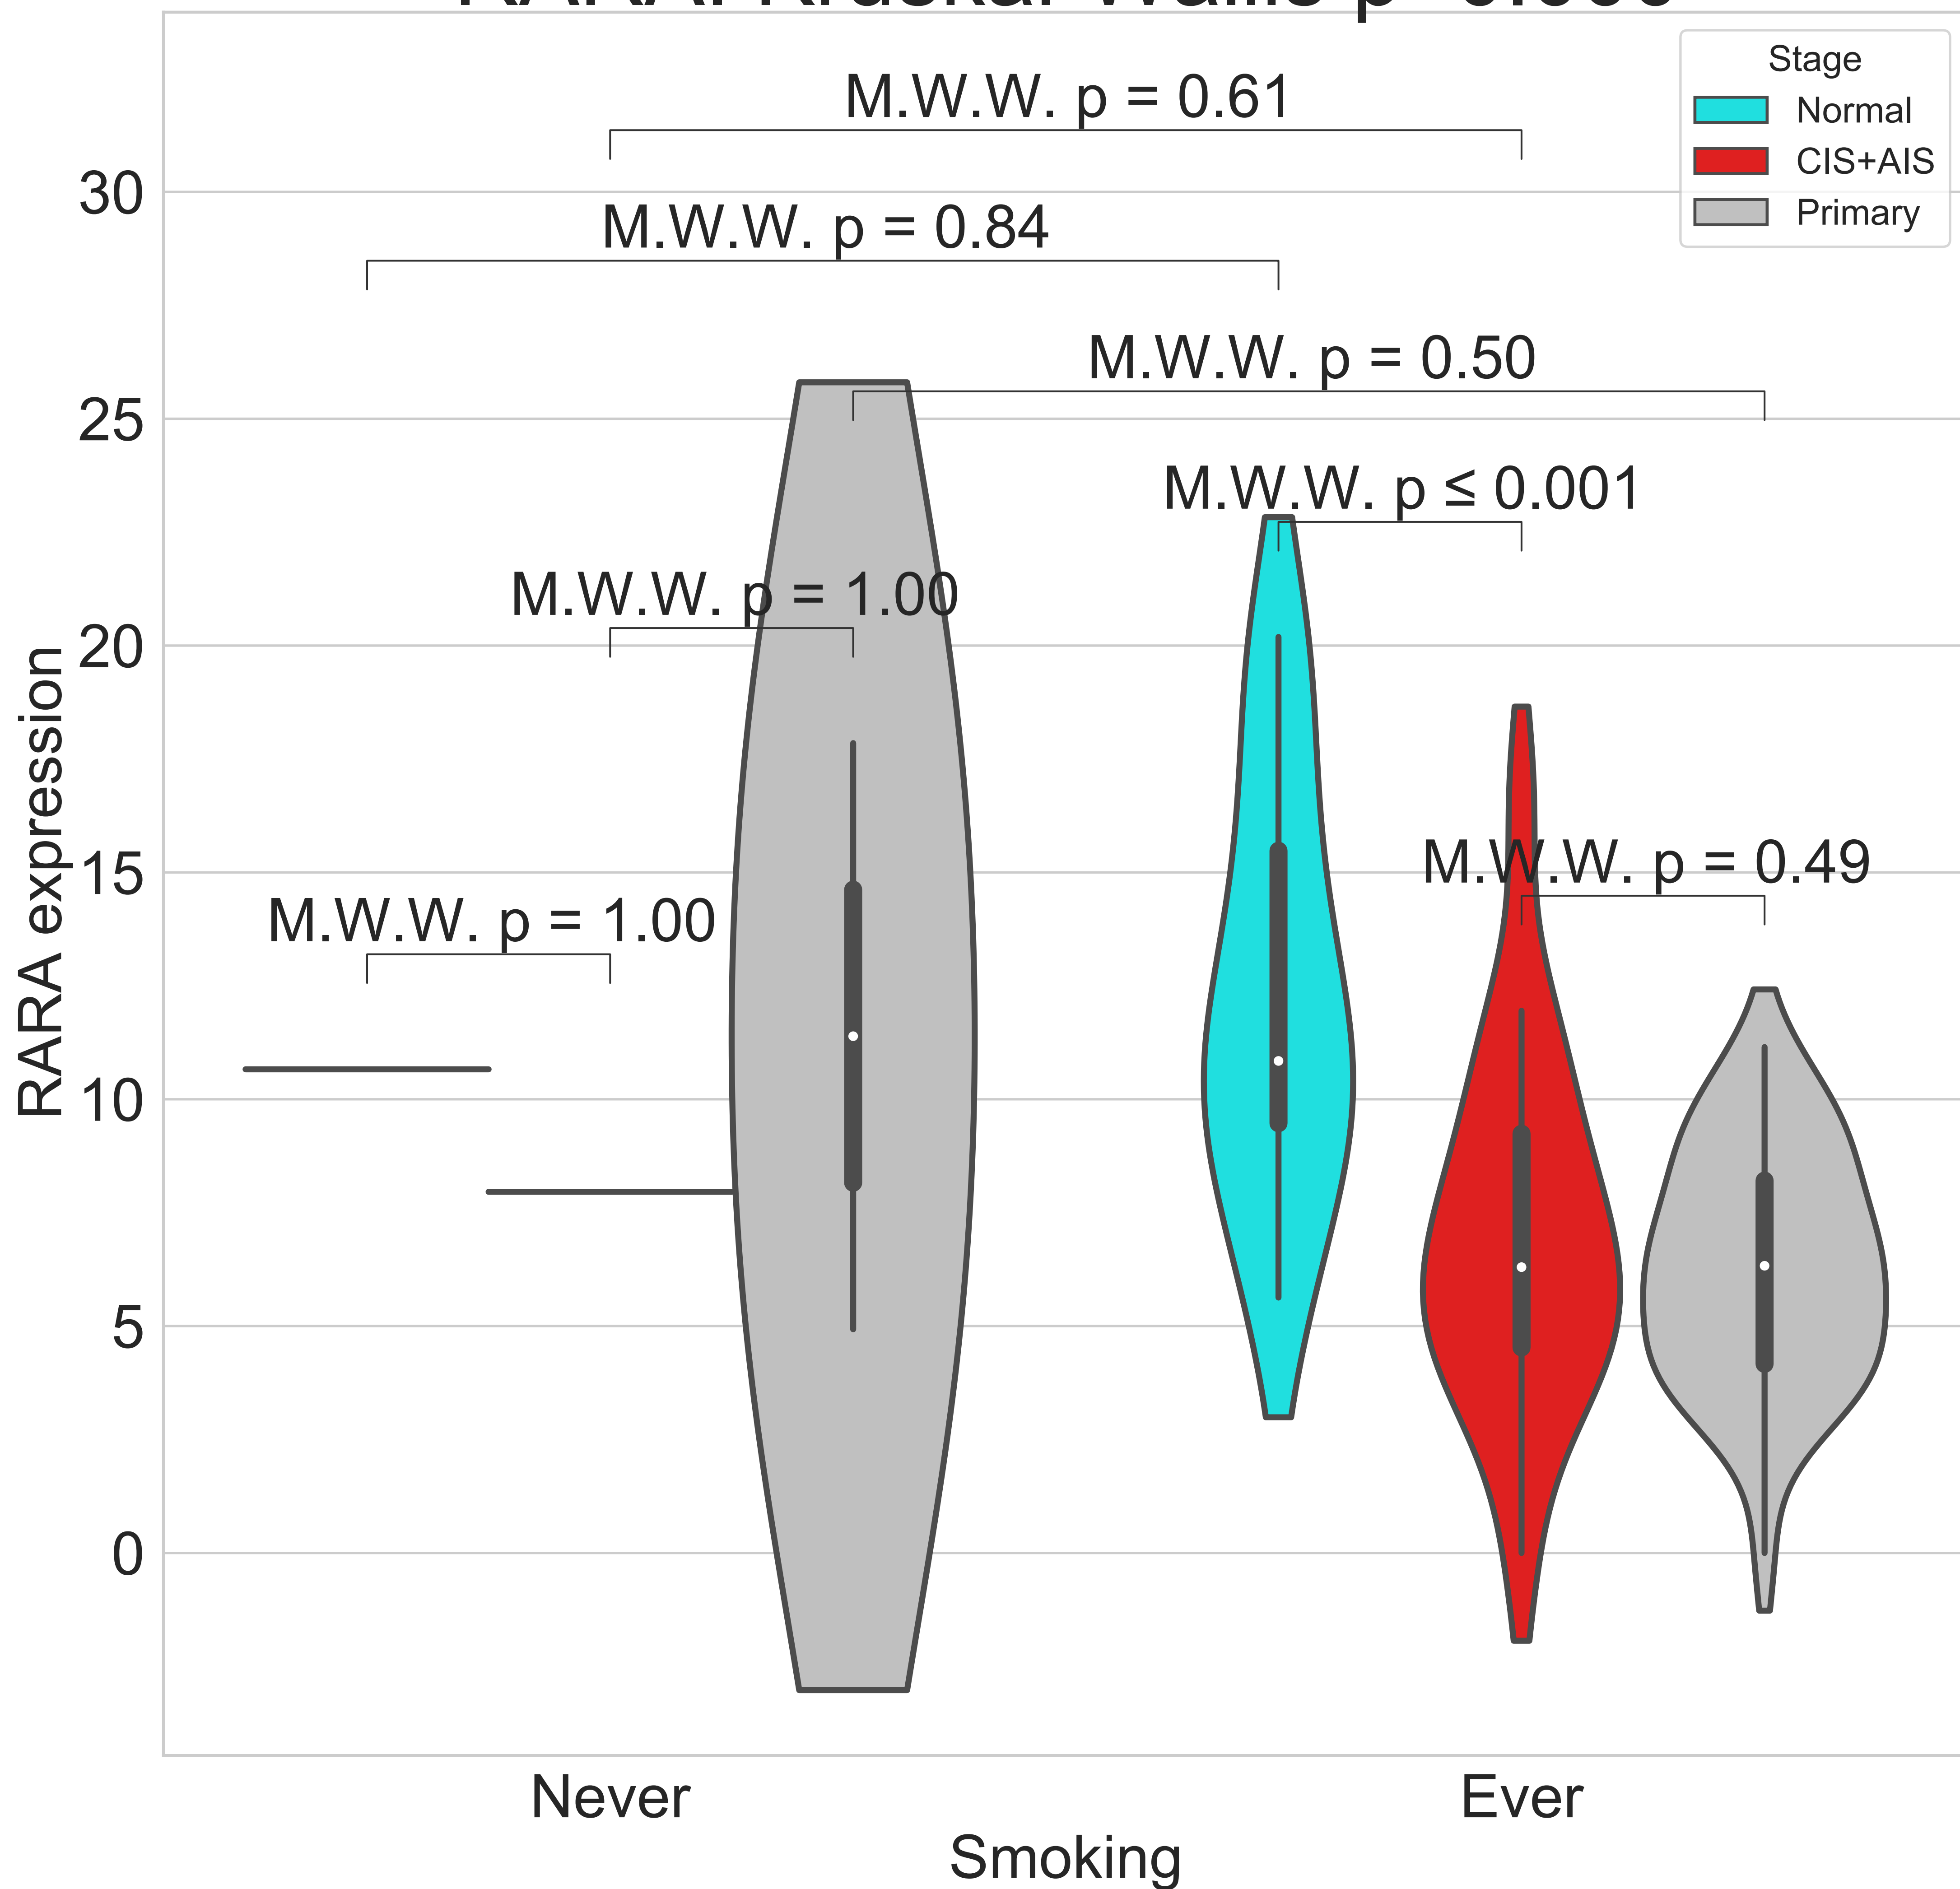 Stage
Normal
CIS+AIS
Primary
M.W.W. p = 0.61
M.W.W. p = 0.84
M.W.W. p = 0.50
M.W.W. p ≤ 0.001
M.W.W. p = 1.00
M.W.W. p = 0.49
M.W.W. p = 1.00
30
25
20
15
10
5
0
RARA expression
Never
Ever
Smoking